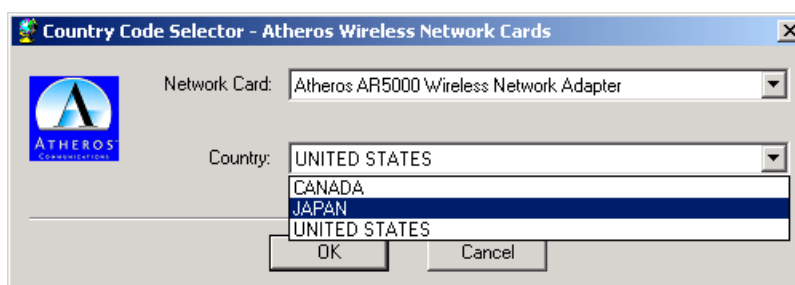 Country Code Selector - Atheros Wireless Network Cards
Network Card: Atheros AR5000 Wireless Network Adapter
ATHEROS
COMMUNICATIONS
Country: UNITED STATES
CANADA
JAPAN
UNITED STATES
OK Cancel